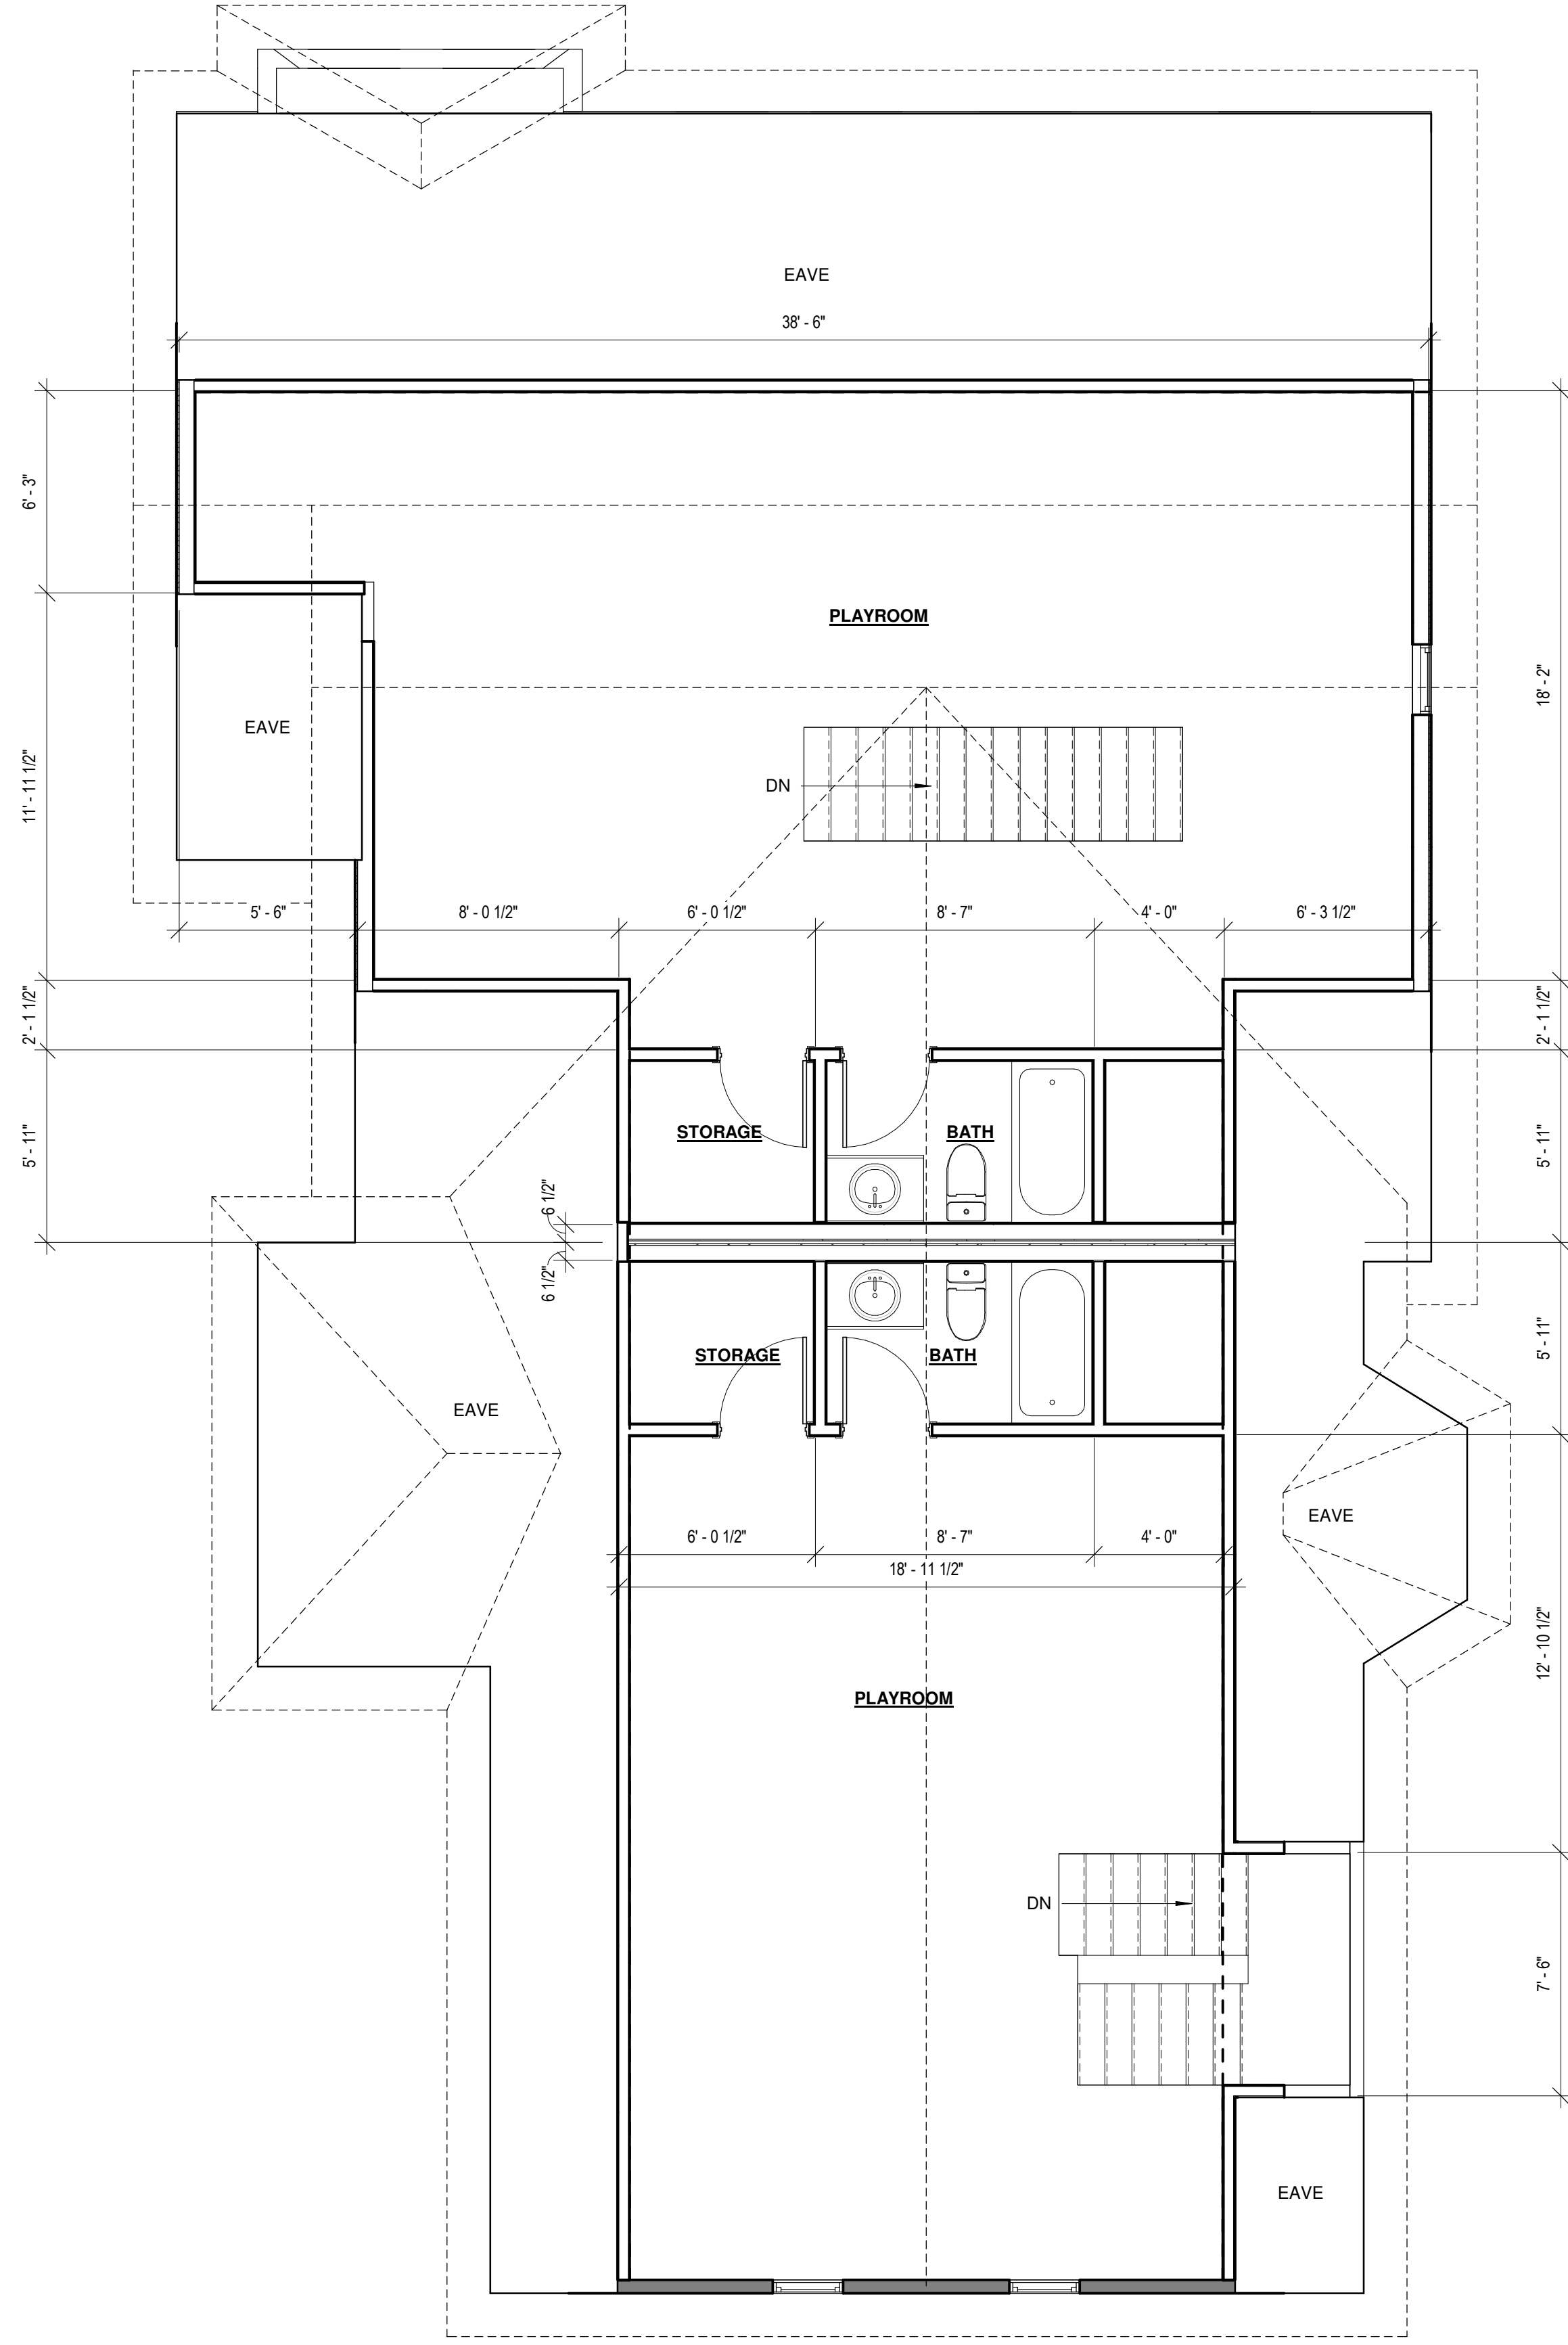 EAVE
38' - 6"
6' - 3"
PLAYROOM
18' - 2"
EAVE
DN
11' - 11 1/2"
5' - 6"
8' - 0 1/2"
6' - 0 1/2"
8' - 7"
4' - 0"
6' - 3 1/2"
2' - 1 1/2"
2' - 1 1/2"
STORAGE
BATH
5' - 11"
5' - 11"
6 1/2"
6 1/2"
STORAGE
BATH
5' - 11"
EAVE
EAVE
6' - 0 1/2"
8' - 7"
4' - 0"
18' - 11 1/2"
12' - 10 1/2"
PLAYROOM
DN
7' - 6"
EAVE